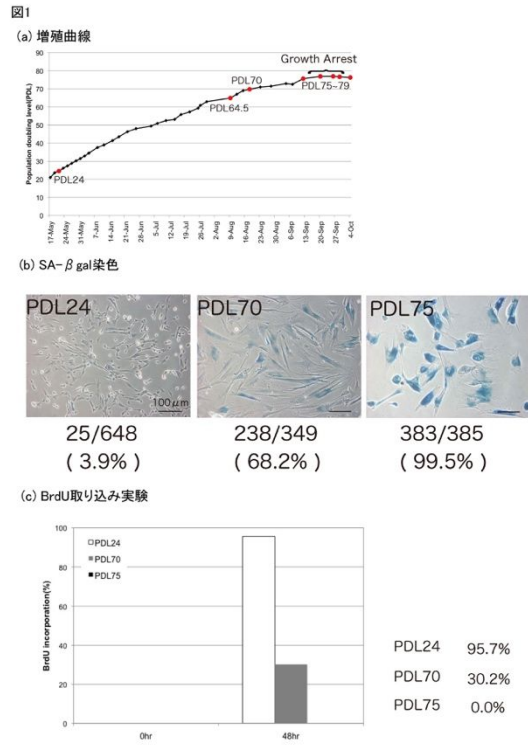 図1
(a) 増殖曲線
Growth Arrest
Population doubling level(PDL)
90
80
70
60
50
40
30
20
10
0
PDL24
PDL64.5
PDL70
PDL75~79
17-May
24-May
31-May
7-Jun
14-Jun
21-Jun
28-Jun
5-Jul
12-Jul
19-Jul
26-Jul
2-Aug
9-Aug
16-Aug
23-Aug
30-Aug
6-Sep
13-Sep
20-Sep
27-Sep
4-Oct
(b) SA-βgal染色
PDL24
PDL70
PDL75
100μm
25/648
238/349
383/385
( 3.9% )
( 68.2% )
( 99.5% )
(c) BrdU取り込み実験
BrdU incorporation(%)
100
80
60
40
20
0
PDL24
PDL70
PDL75
0hr
48hr
PDL24 95.7%
PDL70 30.2%
PDL75 0.0%